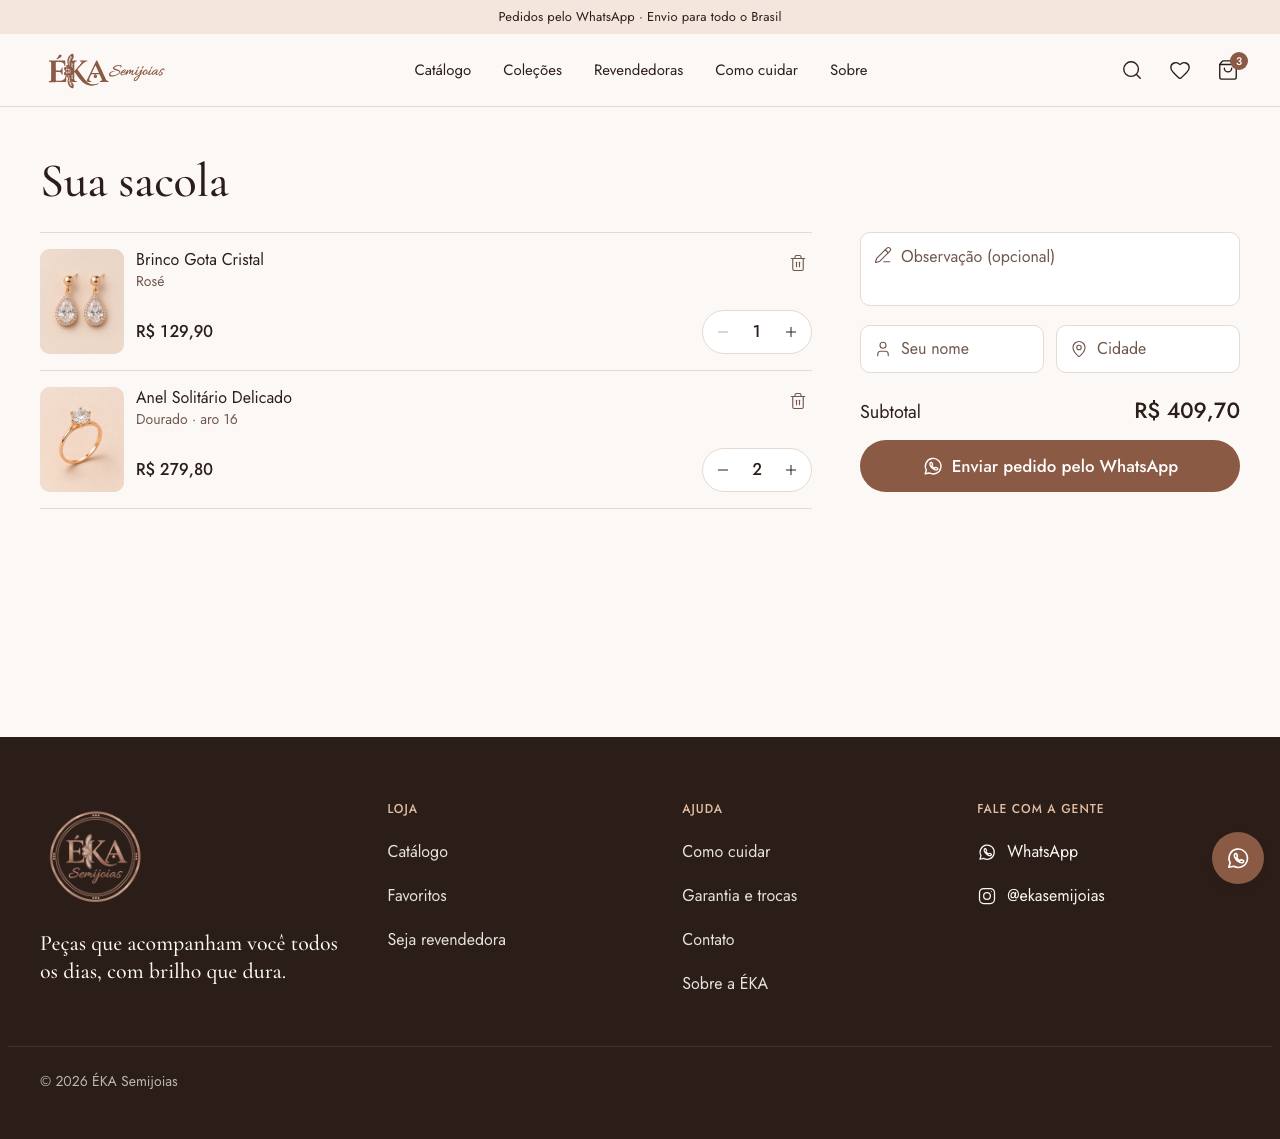 Pedidos pelo WhatsApp · Envio para todo o Brasil
ÉKA Semijoias
Catálogo
Coleções
Revendedoras
Como cuidar
Sobre
3
Sua sacola
Brinco Gota Cristal
Rosé
R$ 129,90
1
Anel Solitário Delicado
Dourado · aro 16
R$ 279,80
2
Observação (opcional)
Seu nome
Cidade
Subtotal
R$ 409,70
Enviar pedido pelo WhatsApp
ÉKA
Semijoias
Peças que acompanham você todos
os dias, com brilho que dura.
LOJA
Catálogo
Favoritos
Seja revendedora
AJUDA
Como cuidar
Garantia e trocas
Contato
Sobre a ÉKA
FALE COM A GENTE
WhatsApp
@ekasemijoias
© 2026 ÉKA Semijoias